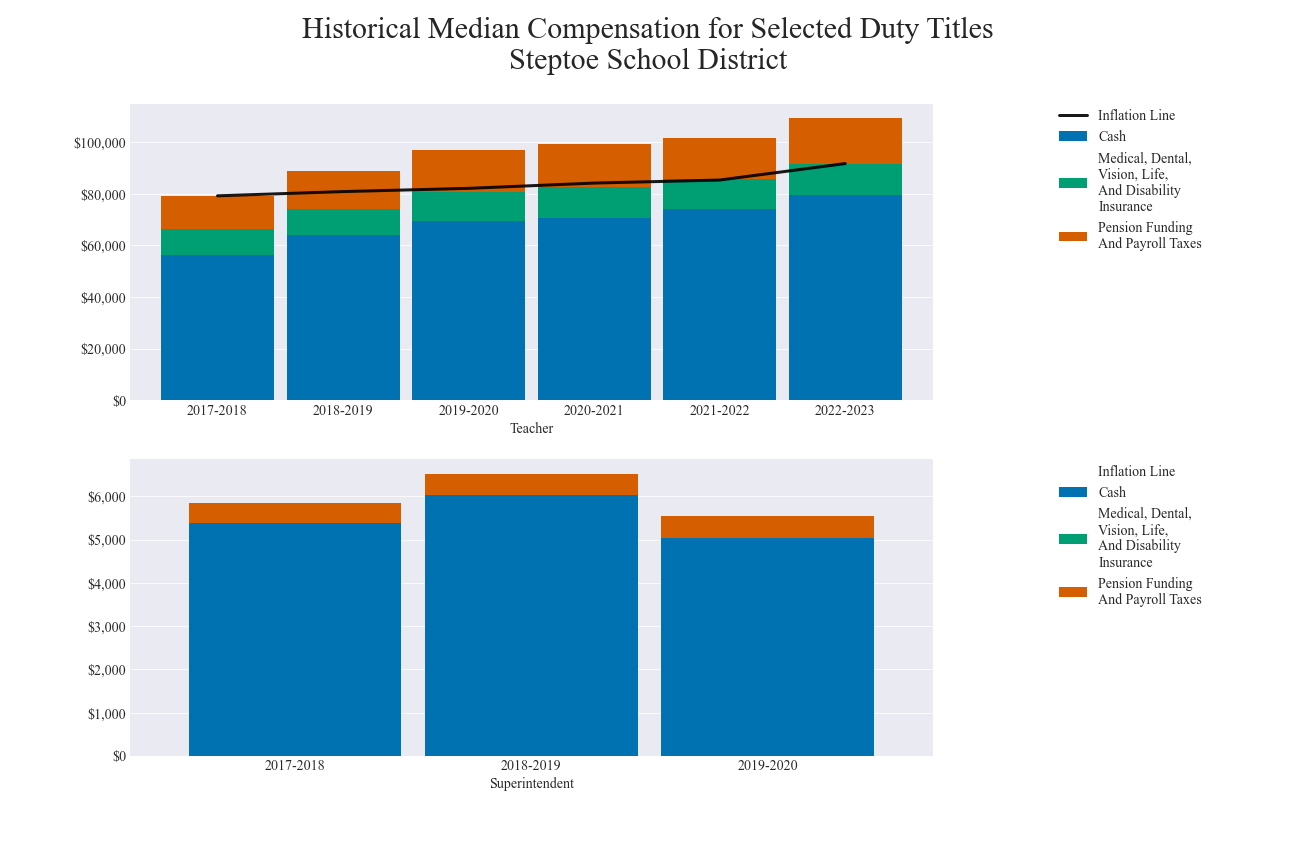 Historical Median Compensation for Selected Duty Titles
Steptoe School District
$100,000
$80,000
$60,000
$40,000
$20,000
$0
2017-2018
2018-2019
2019-2020
2020-2021
2021-2022
2022-2023
Teacher
Inflation Line
Cash
Medical, Dental,
Vision, Life,
And Disability
Insurance
Pension Funding
And Payroll Taxes
$6,000
$5,000
$4,000
$3,000
$2,000
$1,000
$0
2017-2018
2018-2019
2019-2020
Superintendent
Inflation Line
Cash
Medical, Dental,
Vision, Life,
And Disability
Insurance
Pension Funding
And Payroll Taxes